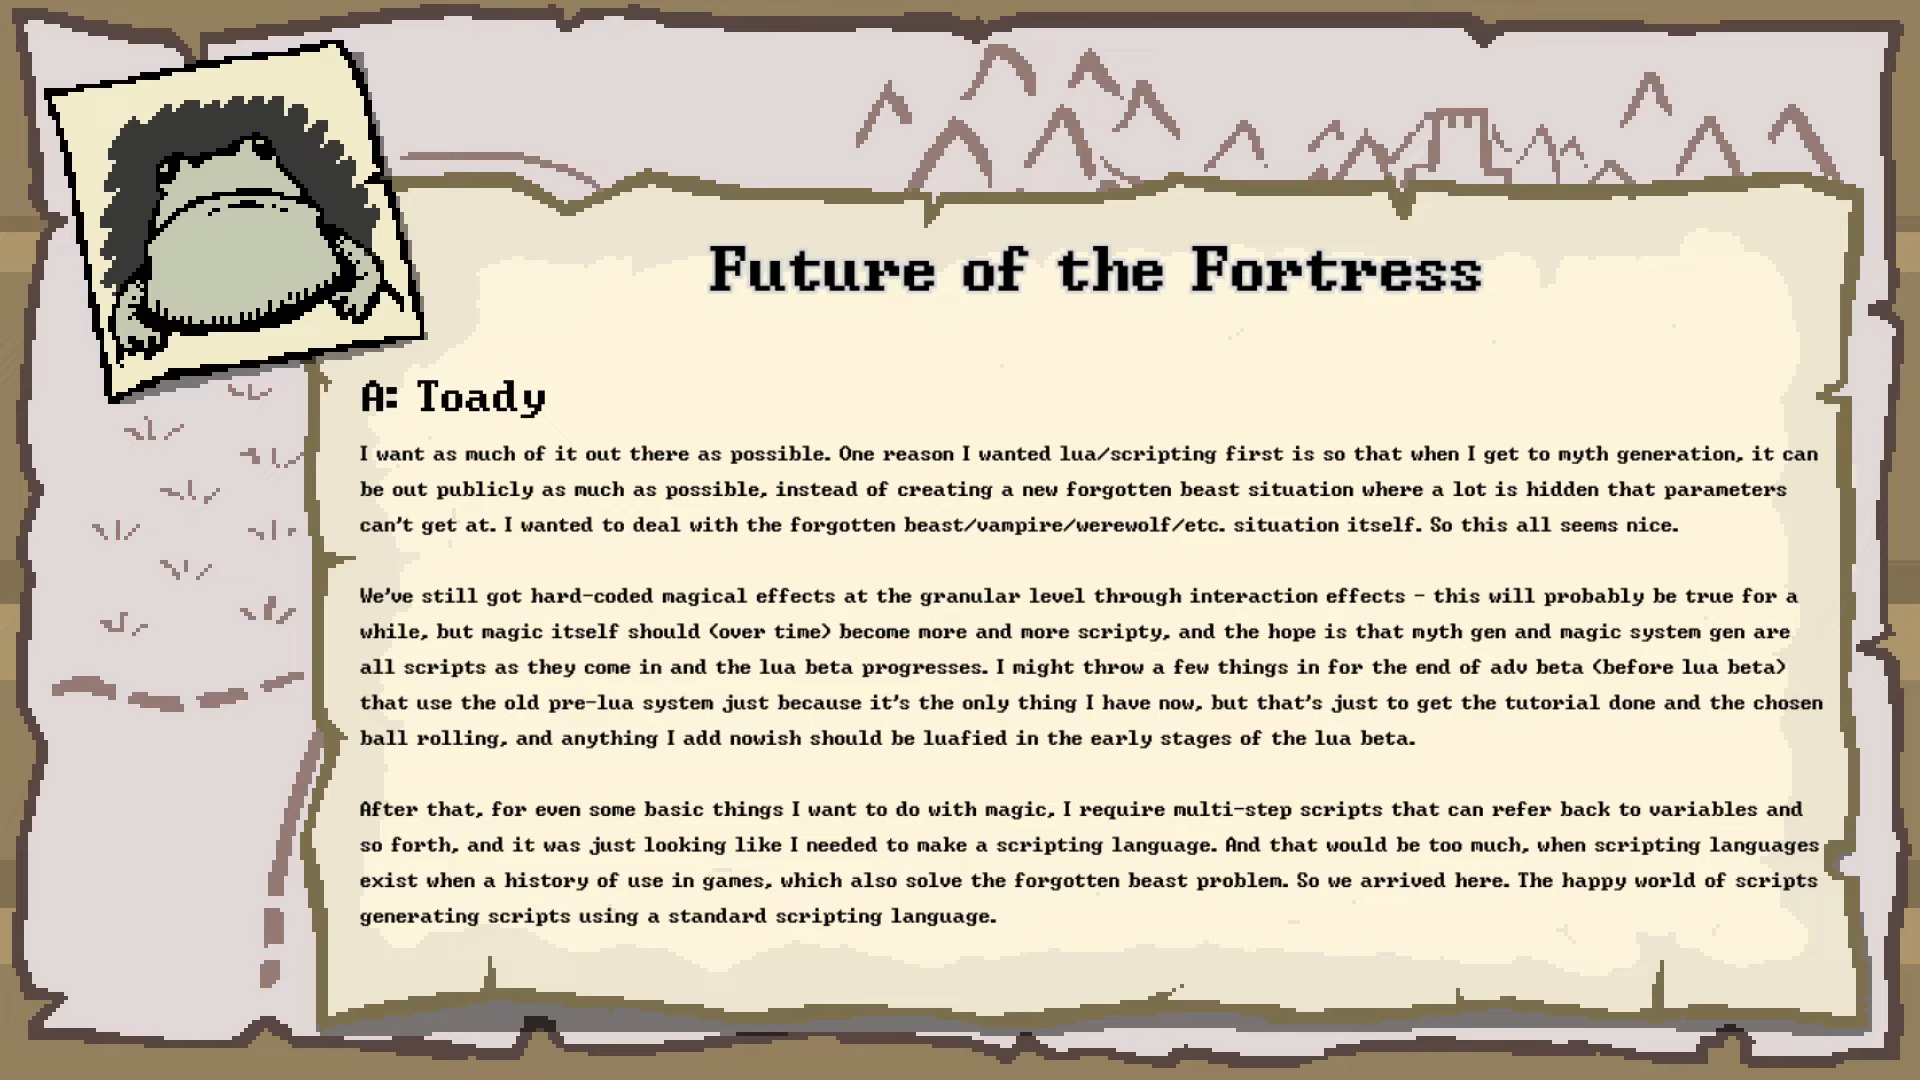 Future of the Fortress
A: Toady
I want as much of it out there as possible. One reason I wanted lua/scripting first is so that when I get to myth generation, it can
be out publicly as much as possible, instead of creating a new forgotten beast situation where a lot is hidden that parameters
can't get at. I wanted to deal with the forgotten beast/vampire/werewolf/etc. situation itself. So this all seems nice.
We've still got hard-coded magical effects at the granular level through interaction effects - this will probably be true for a
while, but magic itself should (over time) become more and more scripty, and the hope is that myth gen and magic system gen are
all scripts as they come in and the lua beta progresses. I might throw a few things in for the end of adv beta (before lua beta)
that use the old pre-lua system just because it's the only thing I have now, but that's just to get the tutorial done and the chosen
ball rolling, and anything I add nowish should be luafied in the early stages of the lua beta.
After that, for even some basic things I want to do with magic, I require multi-step scripts that can refer back to variables and
so forth, and it was just looking like I needed to make a scripting language. And that would be too much, when scripting languages
exist when a history of use in games, which also solve the forgotten beast problem. So we arrived here. The happy world of scripts
generating scripts using a standard scripting language.